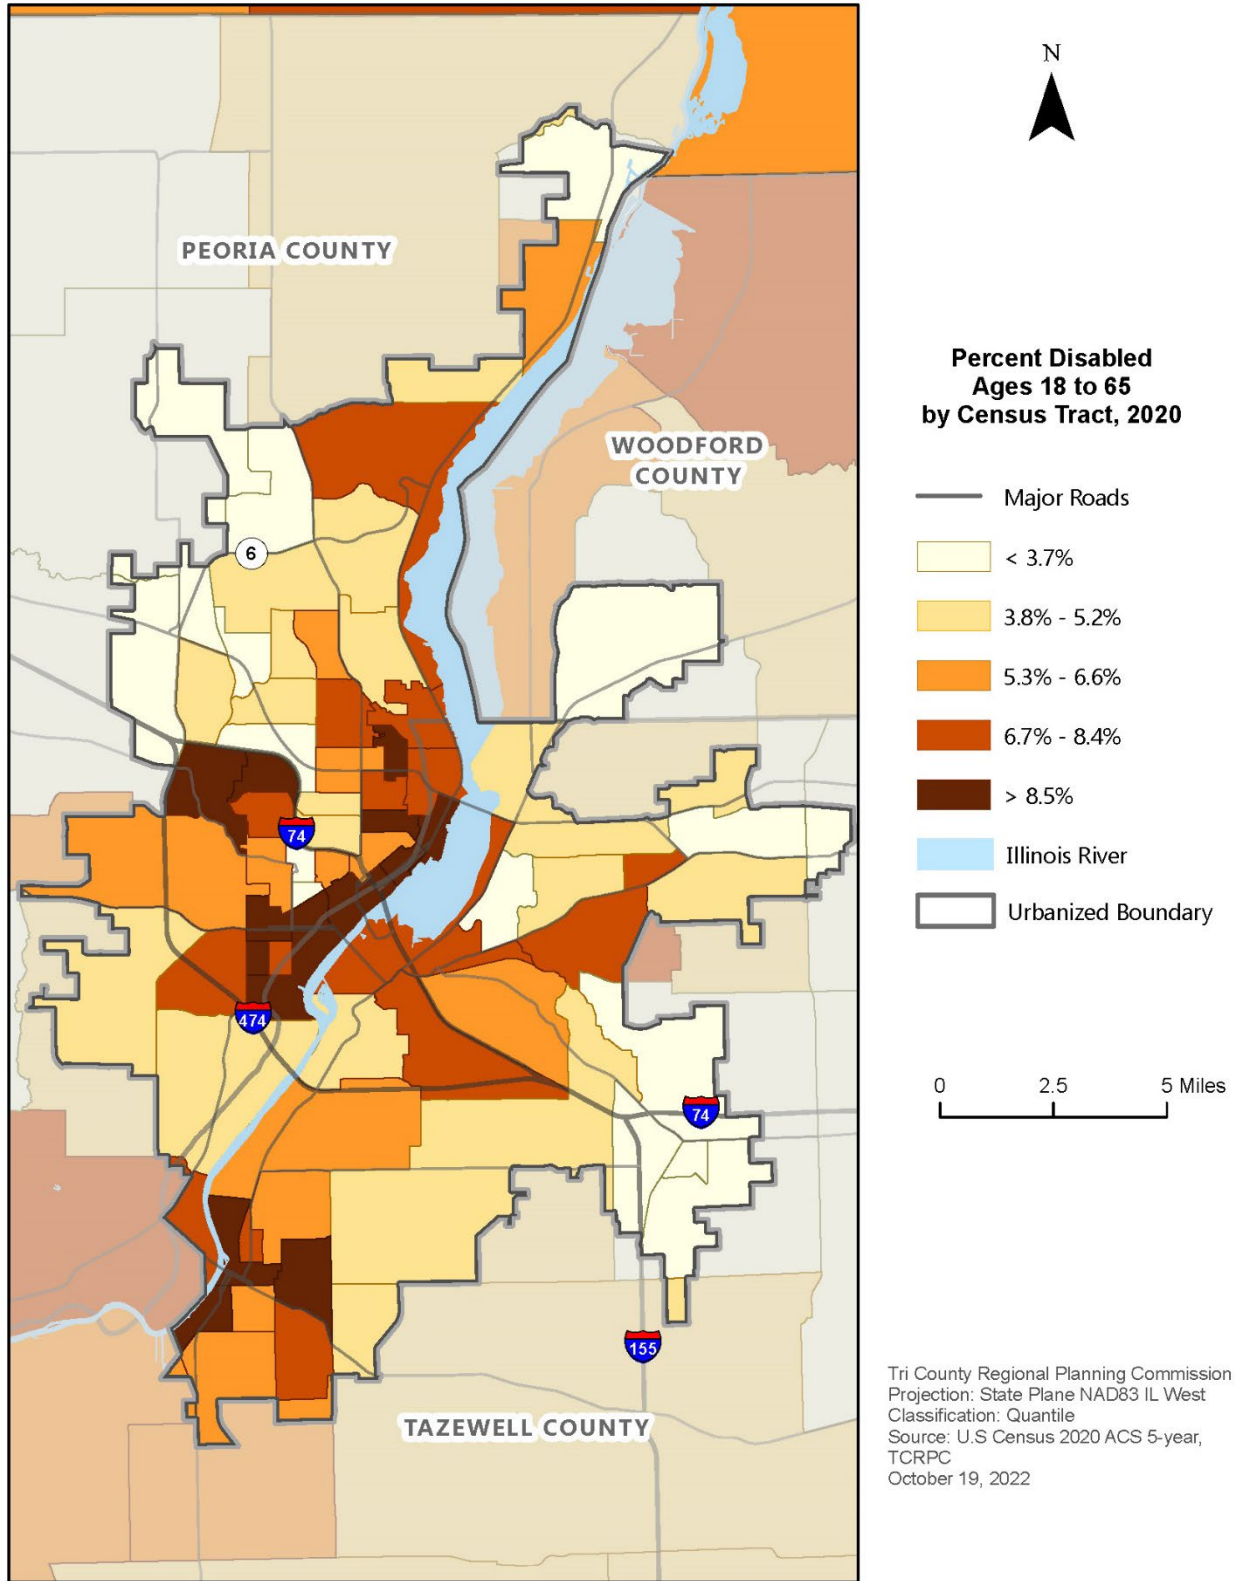 N
PEORIA COUNTY
WOODFORD
COUNTY
6
74
474
74
155
TAZEWELL COUNTY
Percent Disabled
Ages 18 to 65
by Census Tract, 2020
Major Roads
< 3.7%
3.8% - 5.2%
5.3% - 6.6%
6.7% - 8.4%
> 8.5%
Illinois River
Urbanized Boundary
0 2.5 5 Miles
Tri County Regional Planning Commission
Projection: State Plane NAD83 IL West
Classification: Quantile
Source: U.S Census 2020 ACS 5-year,
TCRPC
October 19, 2022